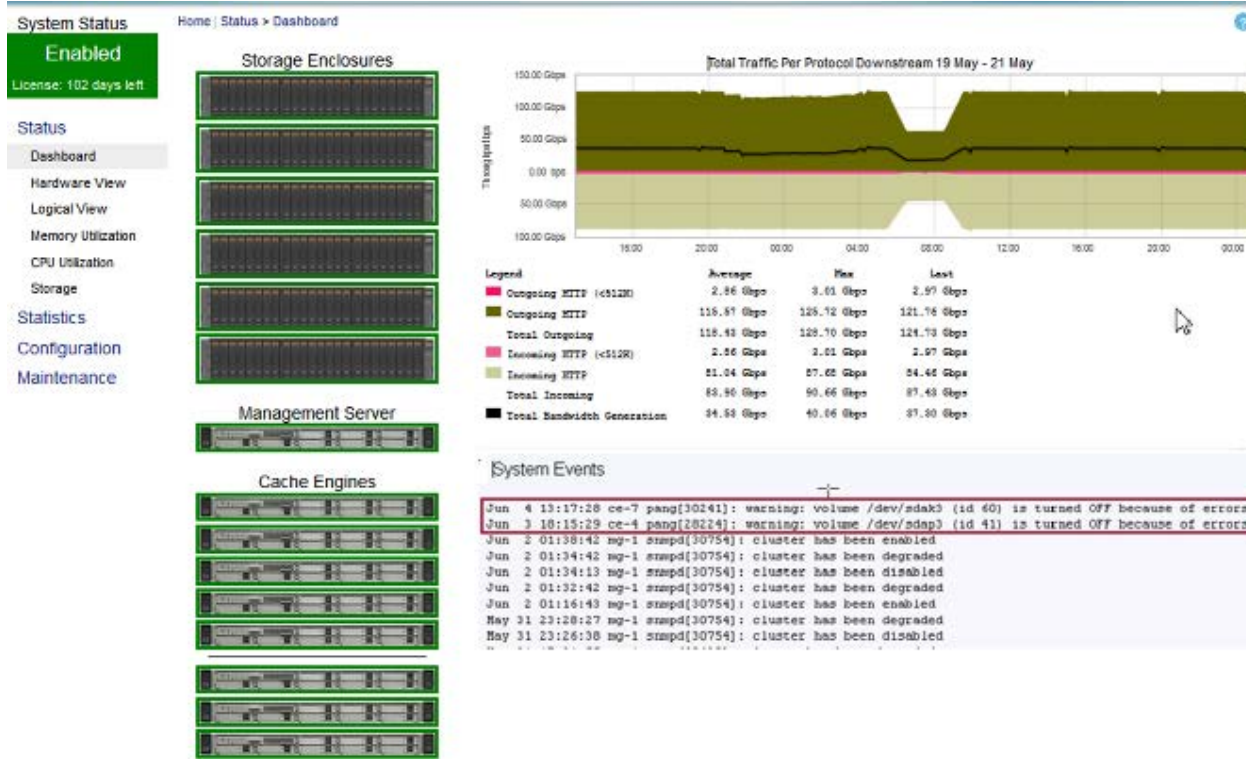 System Status
Enabled
License: 102 days left
Status
Dashboard
Hardware View
Logical View
Memory Utilization
CPU Utilization
Storage
Statistics
Configuration
Maintenance
Home | Status > Dashboard
?
Storage Enclosures
Management Server
Cache Engines
Total Traffic Per Protocol Downstream 19 May - 21 May
Throughput bps
150.00 Gbps
100.00 Gbps
50.00 Gbps
0.00 bps
50.00 Gbps
100.00 Gbps
16:00 20:00 00:00 04:00 08:00 12:00 16:00 20:00 00:00
Legend Average Max Last
Outgoing HTTP (<512K) 2.86 Gbps 3.01 Gbps 2.97 Gbps
Outgoing HTTP 115.57 Gbps 125.72 Gbps 121.76 Gbps
Total Outgoing 118.43 Gbps 128.70 Gbps 124.73 Gbps
Incoming HTTP (<512K) 2.86 Gbps 3.01 Gbps 2.97 Gbps
Incoming HTTP 81.04 Gbps 87.68 Gbps 84.46 Gbps
Total Incoming 83.90 Gbps 90.66 Gbps 87.43 Gbps
Total Bandwidth Generation 34.53 Gbps 40.06 Gbps 37.30 Gbps
System Events
Jun 4 13:17:28 ce-7 pang[30241]: warning: volume /dev/sdak3 (id 60) is turned OFF because of errors
Jun 3 18:15:29 ce-4 pang[28224]: warning: volume /dev/sdap3 (id 41) is turned OFF because of errors
Jun 2 01:38:42 mg-1 snmpd[30754]: cluster has been enabled
Jun 2 01:34:42 mg-1 snmpd[30754]: cluster has been degraded
Jun 2 01:34:13 mg-1 snmpd[30754]: cluster has been disabled
Jun 2 01:32:42 mg-1 snmpd[30754]: cluster has been degraded
Jun 2 01:16:43 mg-1 snmpd[30754]: cluster has been enabled
May 31 23:28:27 mg-1 snmpd[30754]: cluster has been degraded
May 31 23:26:38 mg-1 snmpd[30754]: cluster has been disabled